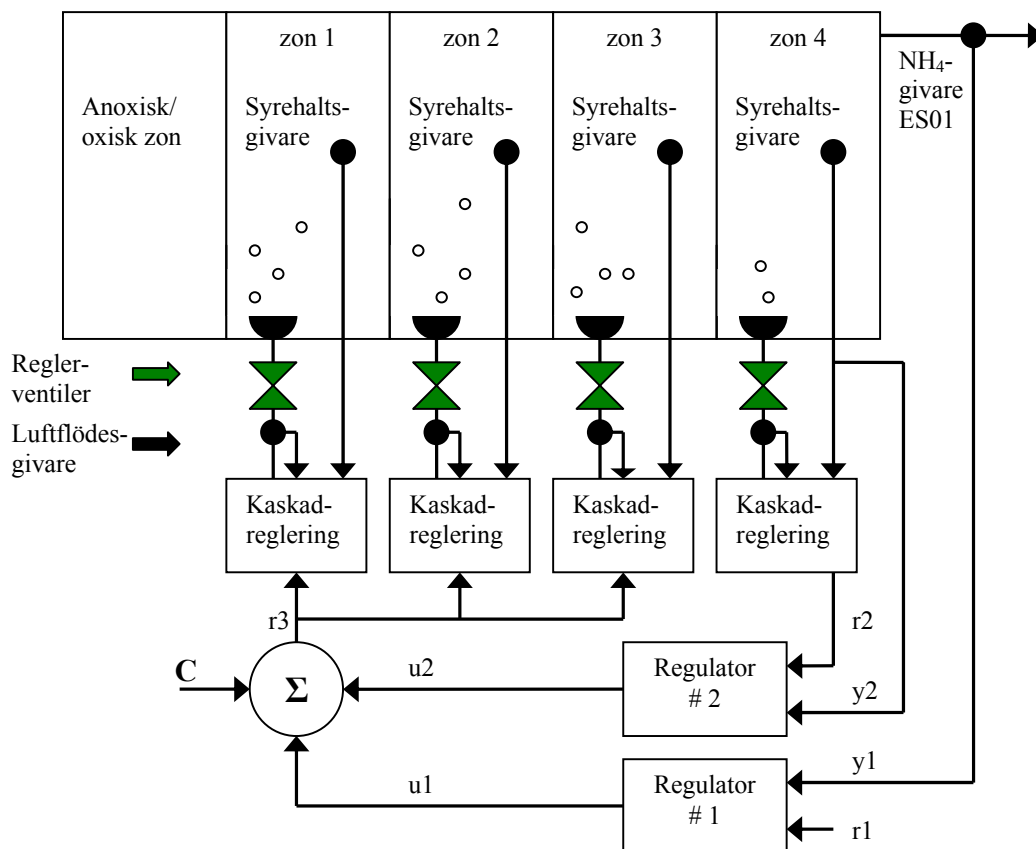 zon 1
zon 2
zon 3
zon 4
NH₄-
givare
ES01
Anoxisk/
oxisk zon
Syrehalts-
givare
Syrehalts-
givare
Syrehalts-
givare
Syrehalts-
givare
Regler-
ventiler
Luftflödes-
givare
Kaskad-
reglering
Kaskad-
reglering
Kaskad-
reglering
Kaskad-
reglering
r3
r2
C
Σ
u2
Regulator
# 2
y2
u1
Regulator
# 1
y1
r1